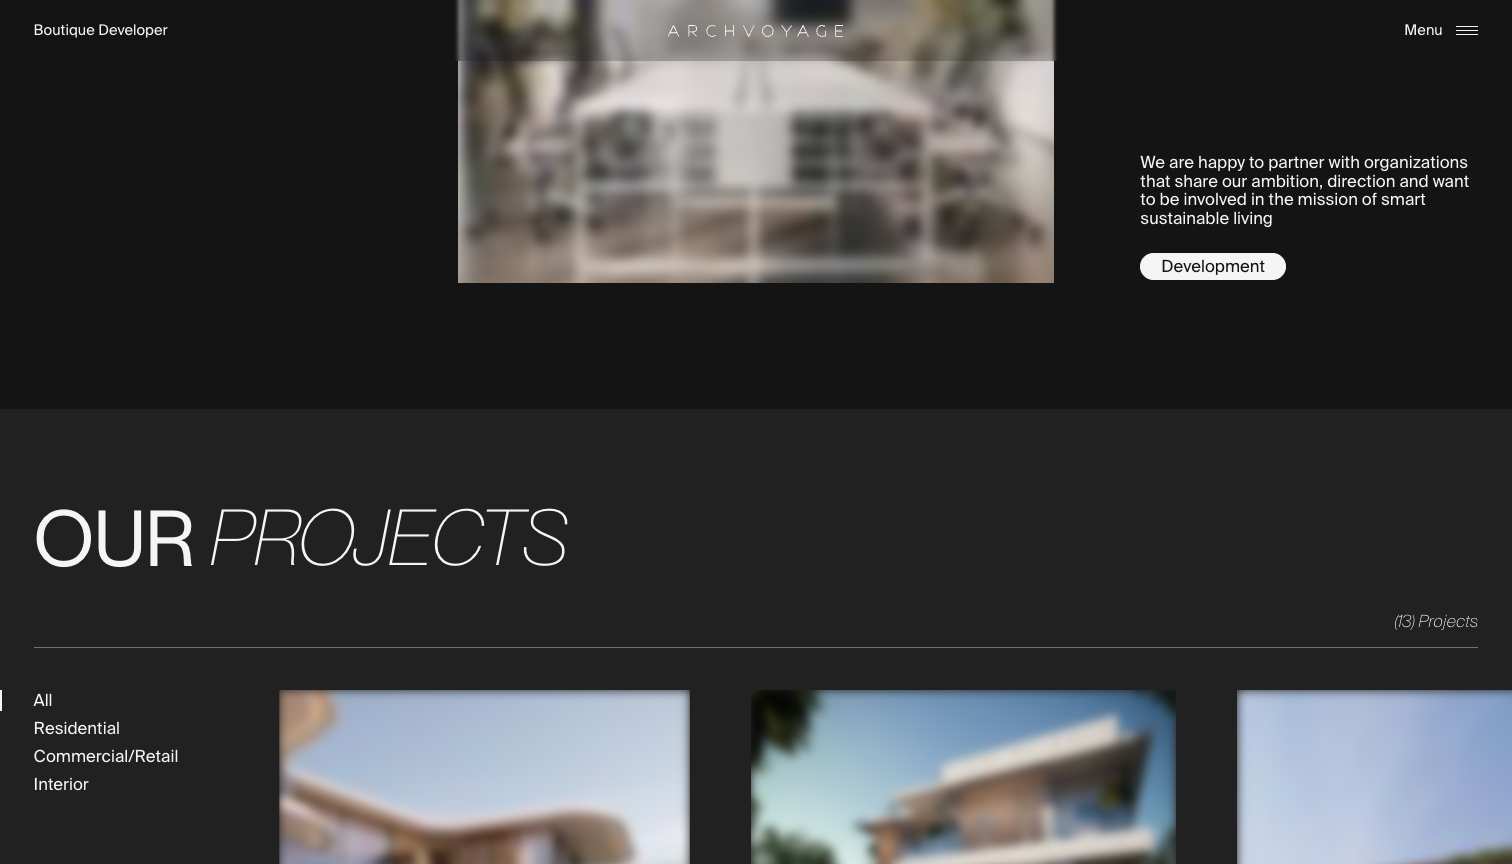 Boutique Developer
ARCHVOYAGE
Menu
We are happy to partner with organizations
that share our ambition, direction and want
to be involved in the mission of smart
sustainable living
Development
OUR PROJECTS
(13) Projects
All
Residential
Commercial/Retail
Interior